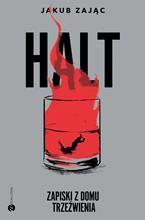 JAKUB ZAJĄC
HALT
ZAPISKI Z DOMU
TRZEŹWIENIA